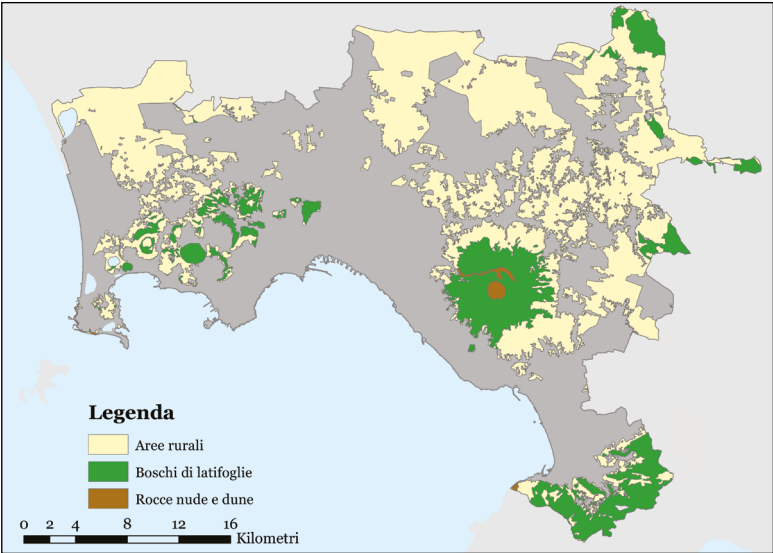 Legenda
Aree rurali
Boschi di latifoglie
Rocce nude e dune
0 2 4 8 12 16
Kilometri